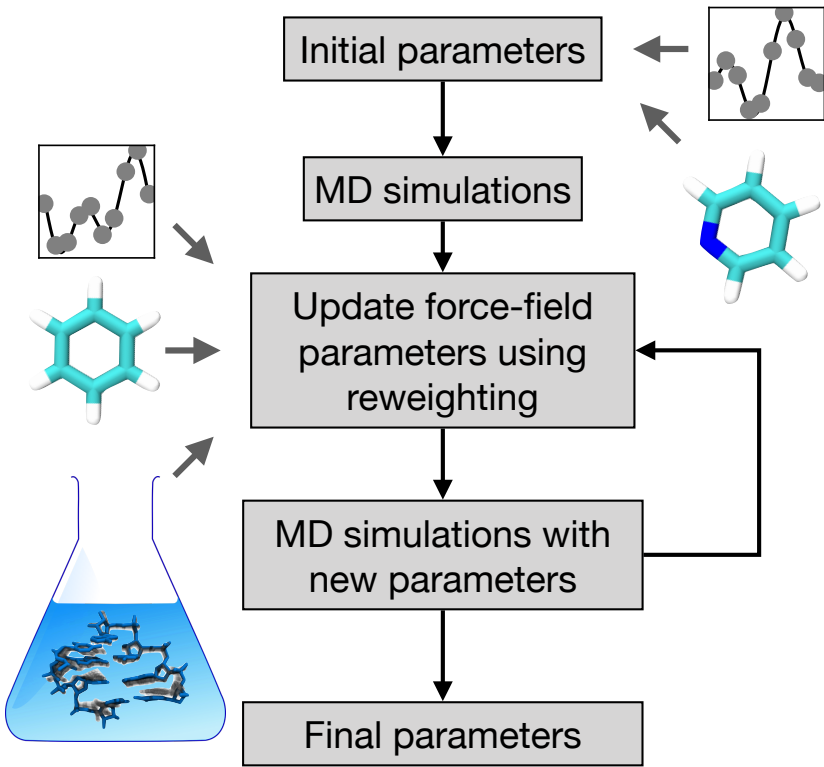 Initial parameters
MD simulations
Update force-field
parameters using
reweighting
MD simulations with
new parameters
Final parameters